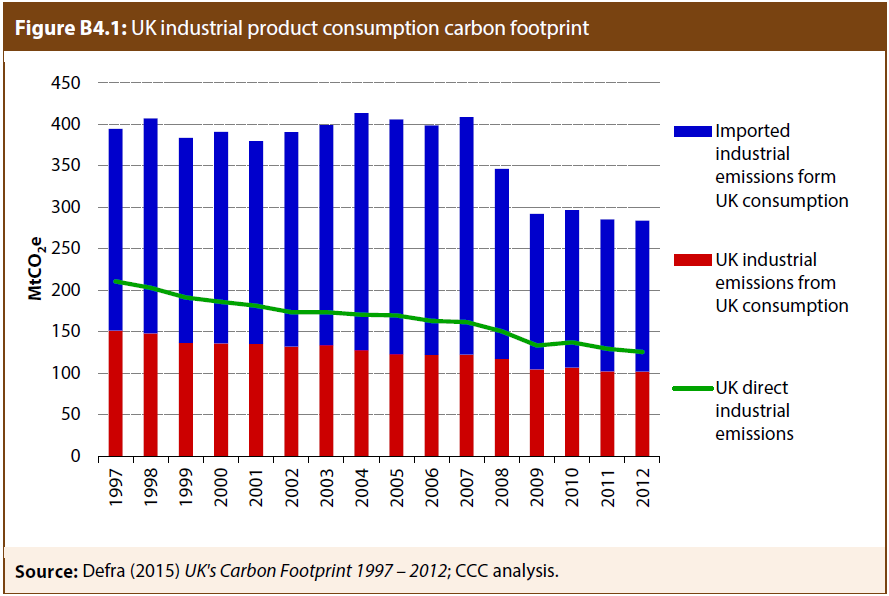 Figure B4.1: UK industrial product consumption carbon footprint
MtCO2e
450
400
350
300
250
200
150
100
50
0
1997
1998
1999
2000
2001
2002
2003
2004
2005
2006
2007
2008
2009
2010
2011
2012
Imported
industrial
emissions form
UK consumption
UK industrial
emissions from
UK consumption
UK direct
industrial
emissions
Source: Defra (2015) UK's Carbon Footprint 1997 – 2012; CCC analysis.